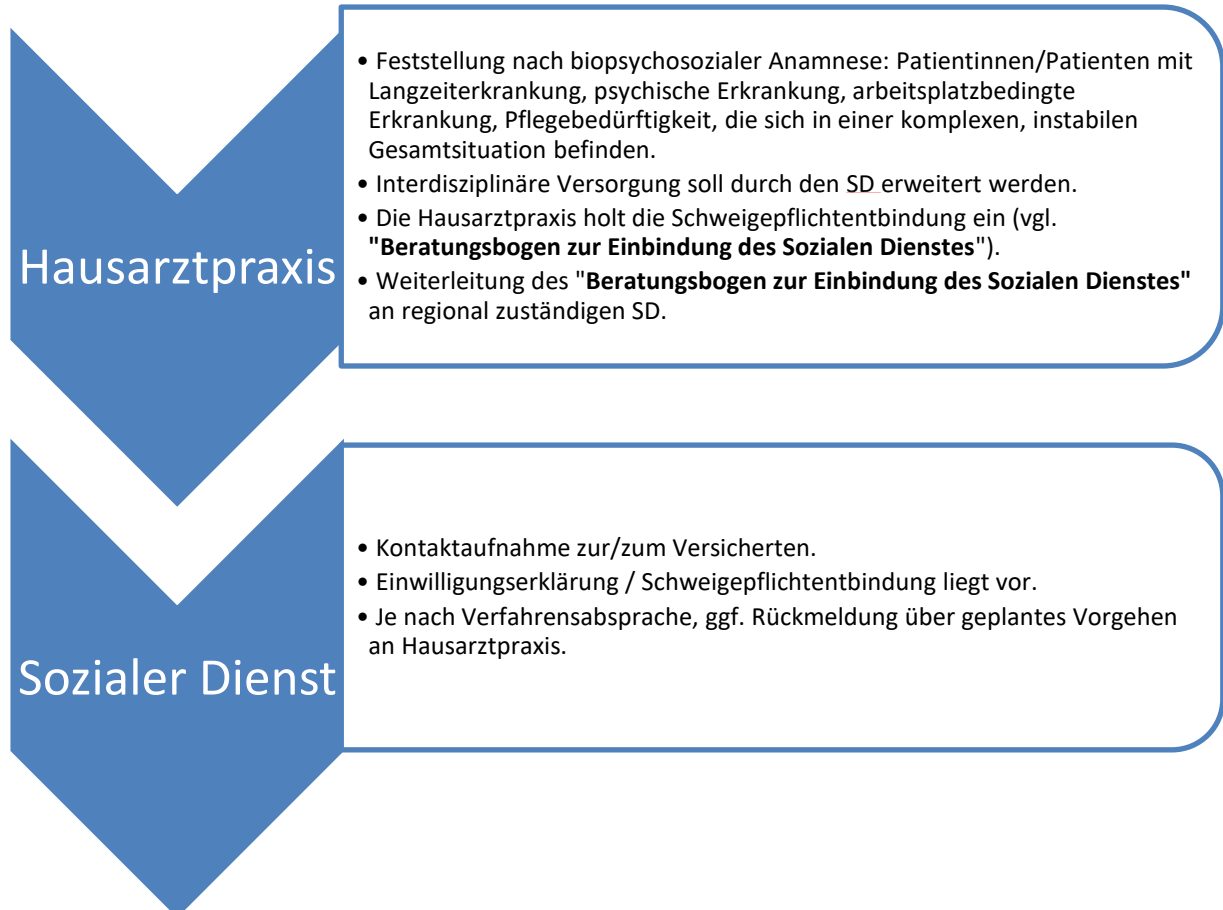 Hausarztpraxis
• Feststellung nach biopsychosozialer Anamnese: Patientinnen/Patienten mit
Langzeiterkrankung, psychische Erkrankung, arbeitsplatzbedingte
Erkrankung, Pflegebedürftigkeit, die sich in einer komplexen, instabilen
Gesamtsituation befinden.
• Interdisziplinäre Versorgung soll durch den SD erweitert werden.
• Die Hausarztpraxis holt die Schweigepflichtentbindung ein (vgl.
"Beratungsbogen zur Einbindung des Sozialen Dienstes").
• Weiterleitung des "Beratungsbogen zur Einbindung des Sozialen Dienstes"
an regional zuständigen SD.
Sozialer Dienst
• Kontaktaufnahme zur/zum Versicherten.
• Einwilligungserklärung / Schweigepflichtentbindung liegt vor.
• Je nach Verfahrensabsprache, ggf. Rückmeldung über geplantes Vorgehen
an Hausarztpraxis.